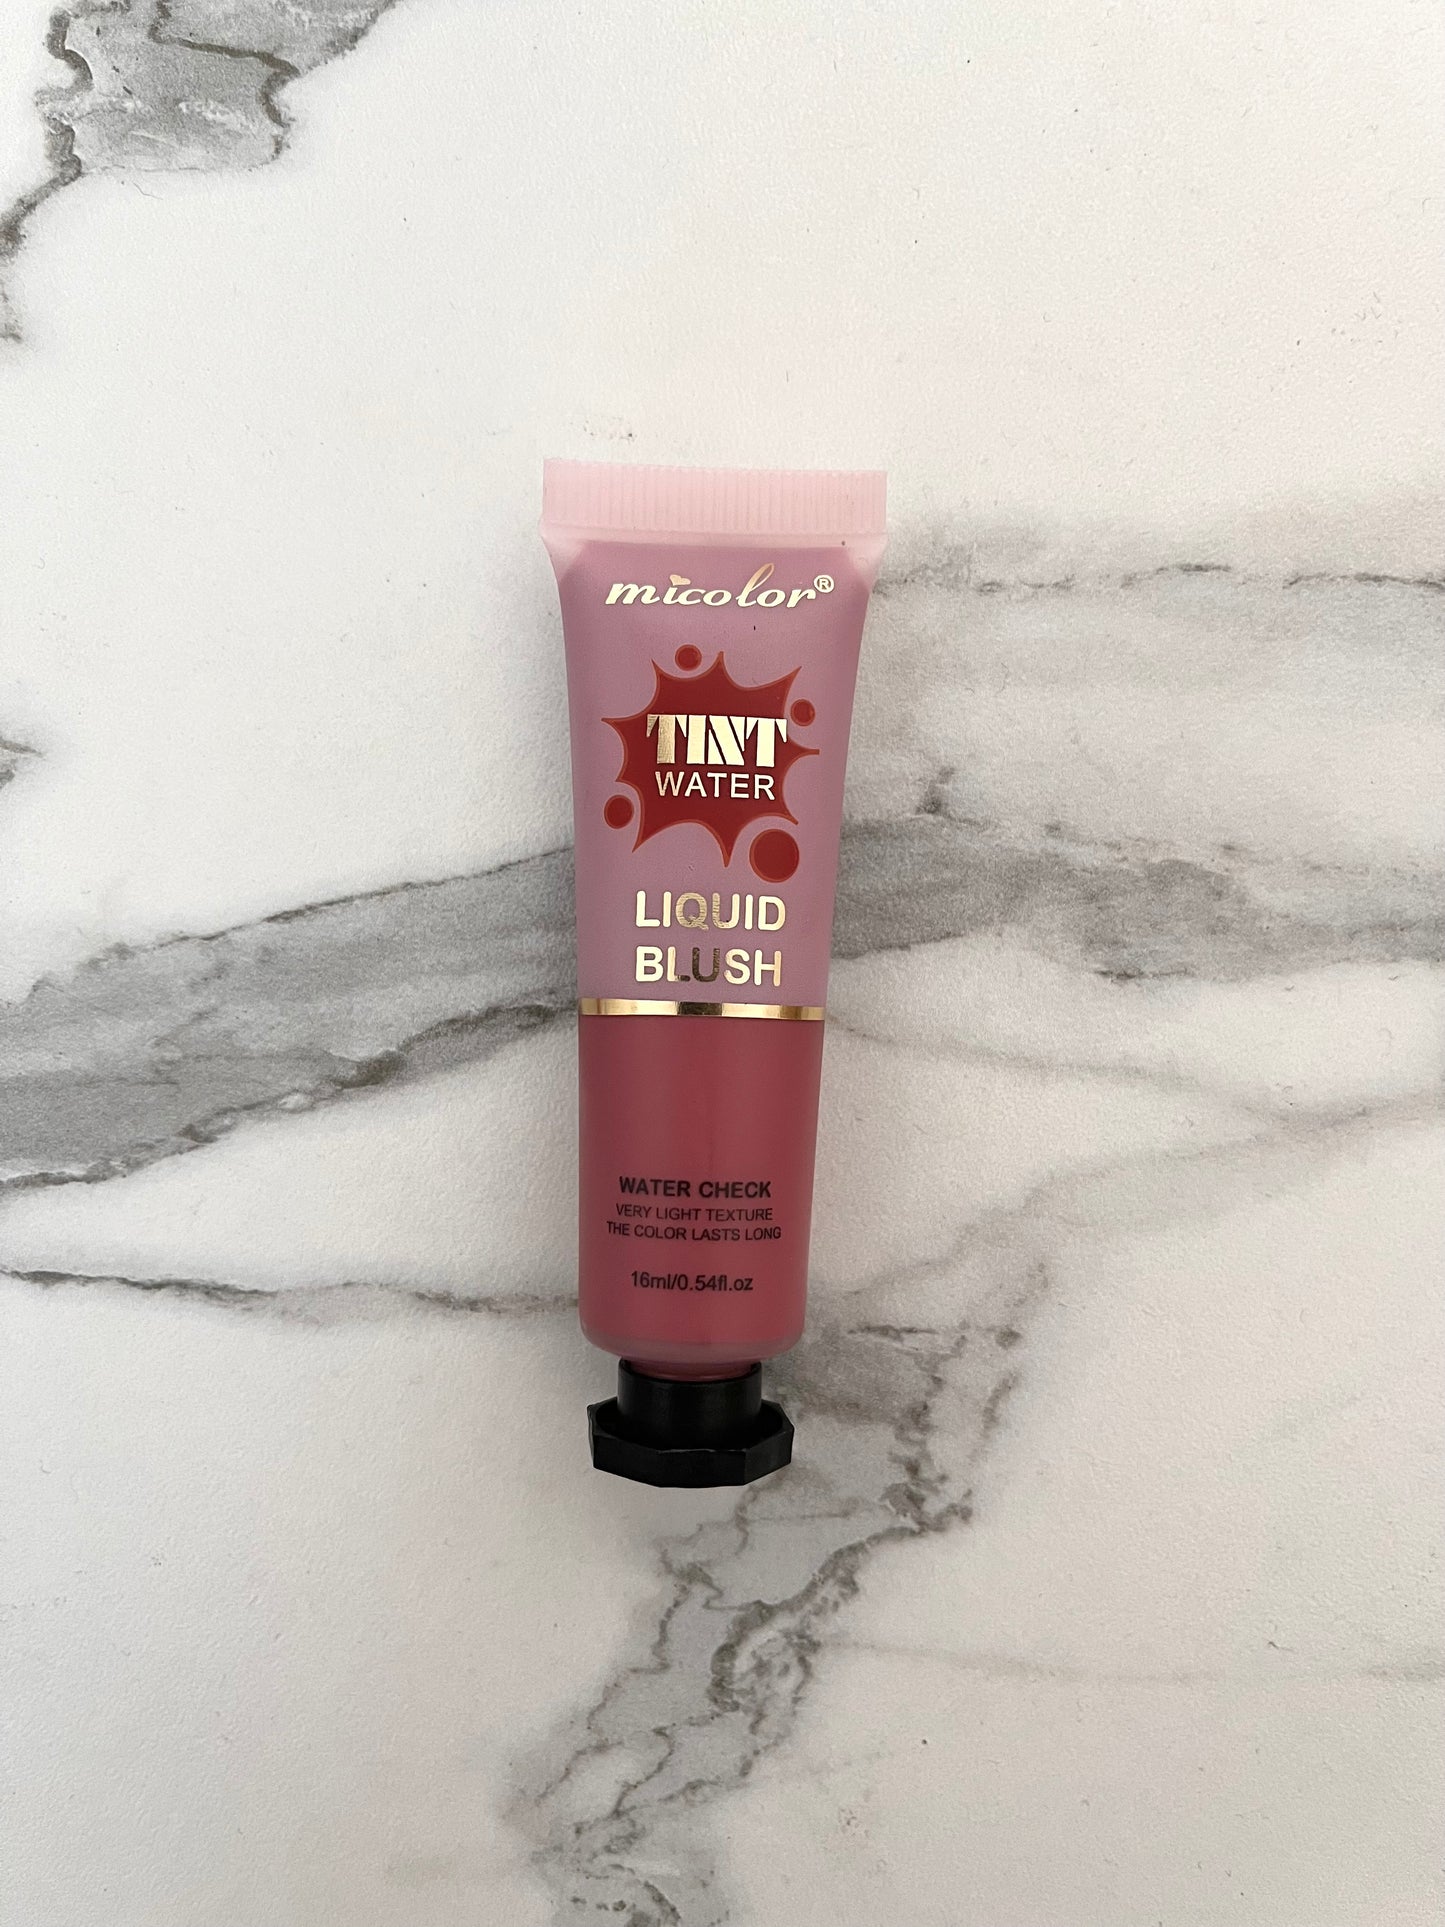 micolor®
TINT
WATER
LIQUID
BLUSH
WATER CHECK
VERY LIGHT TEXTURE
THE COLOR LASTS LONG
16ml/0.54fl.oz